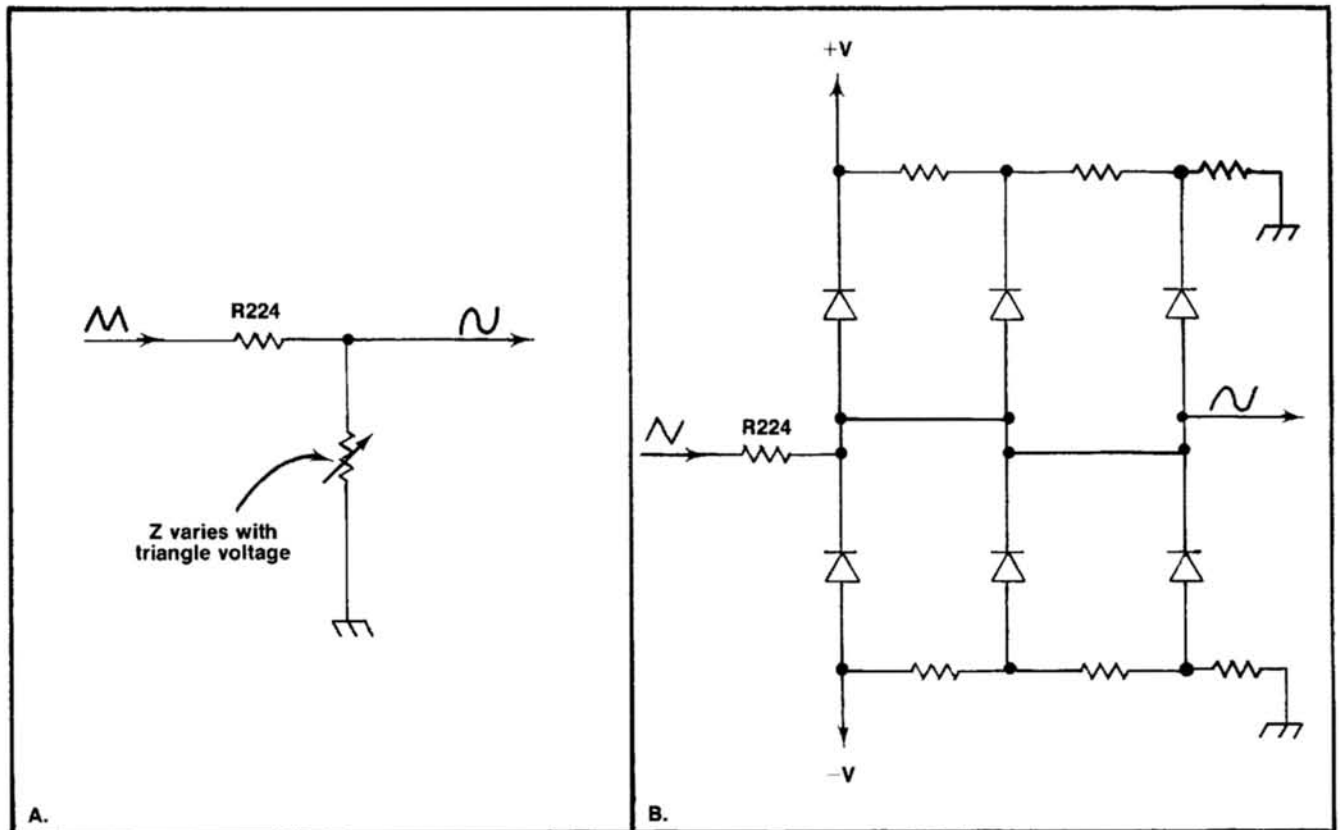 R224
Z varies with
triangle voltage
A.
+V
R224
−V
B.